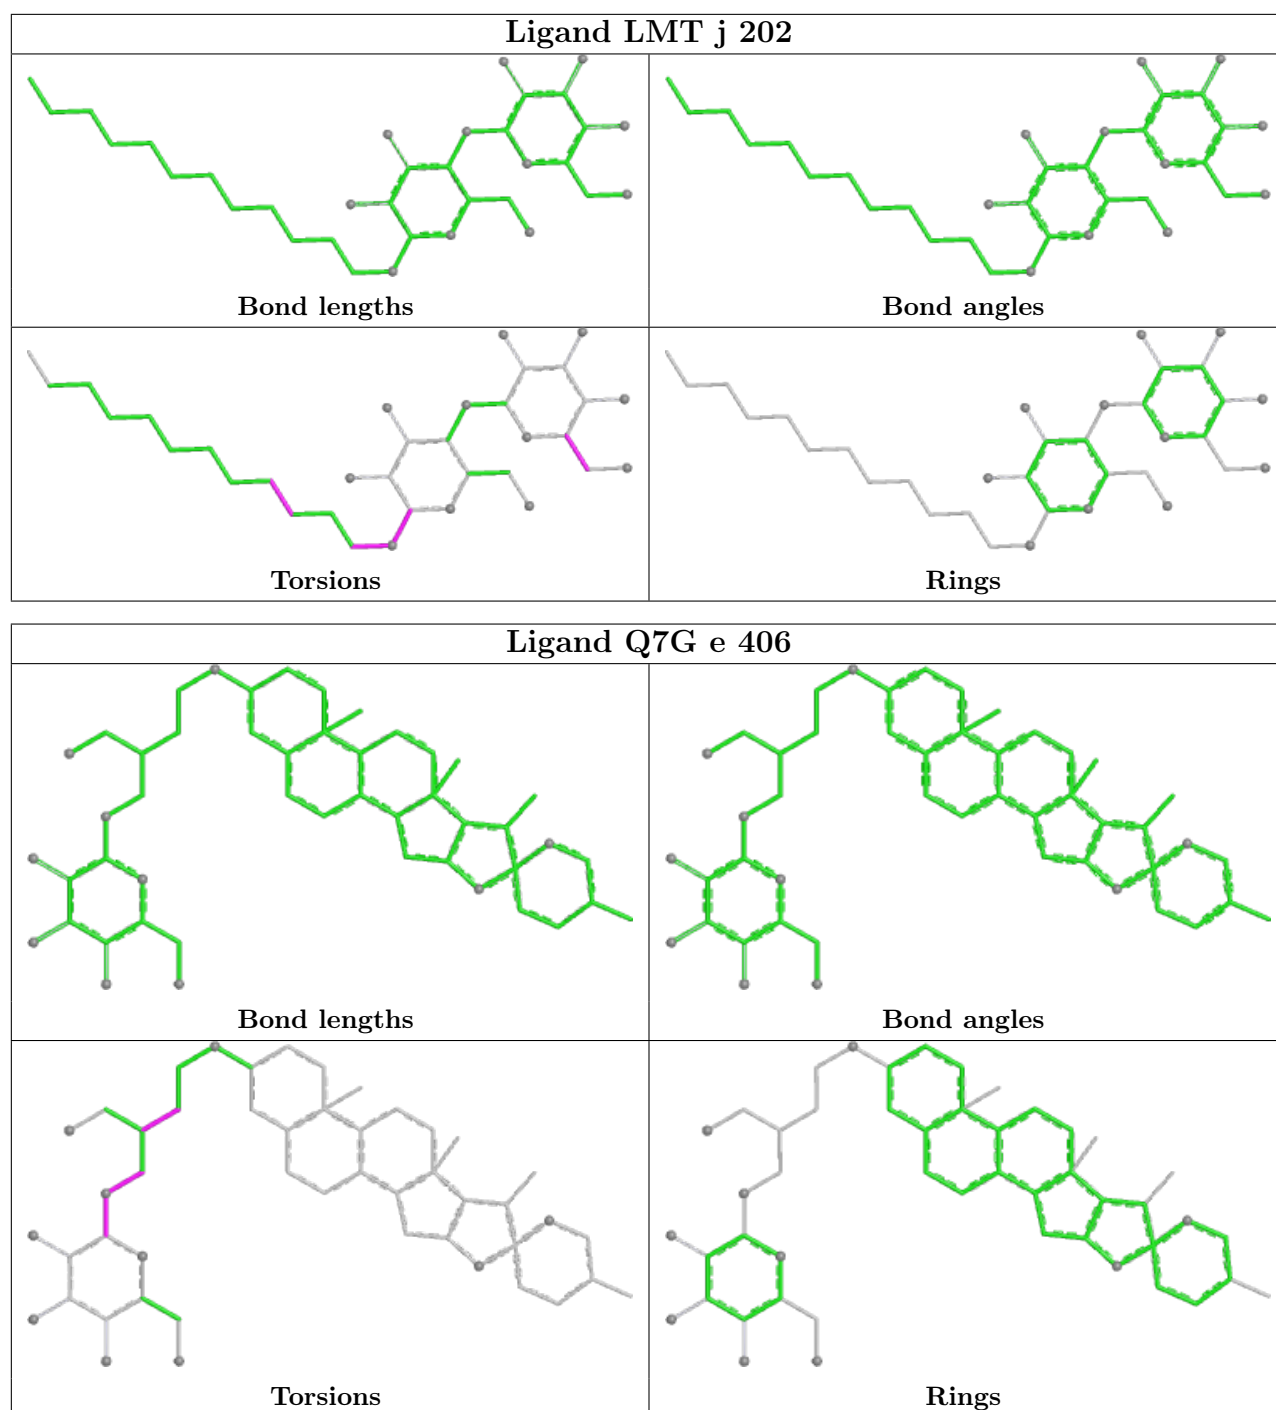 Ligand LMT j 202
Bond lengths
Bond angles
Torsions
Rings
Ligand Q7G e 406
Bond lengths
Bond angles
Torsions
Rings